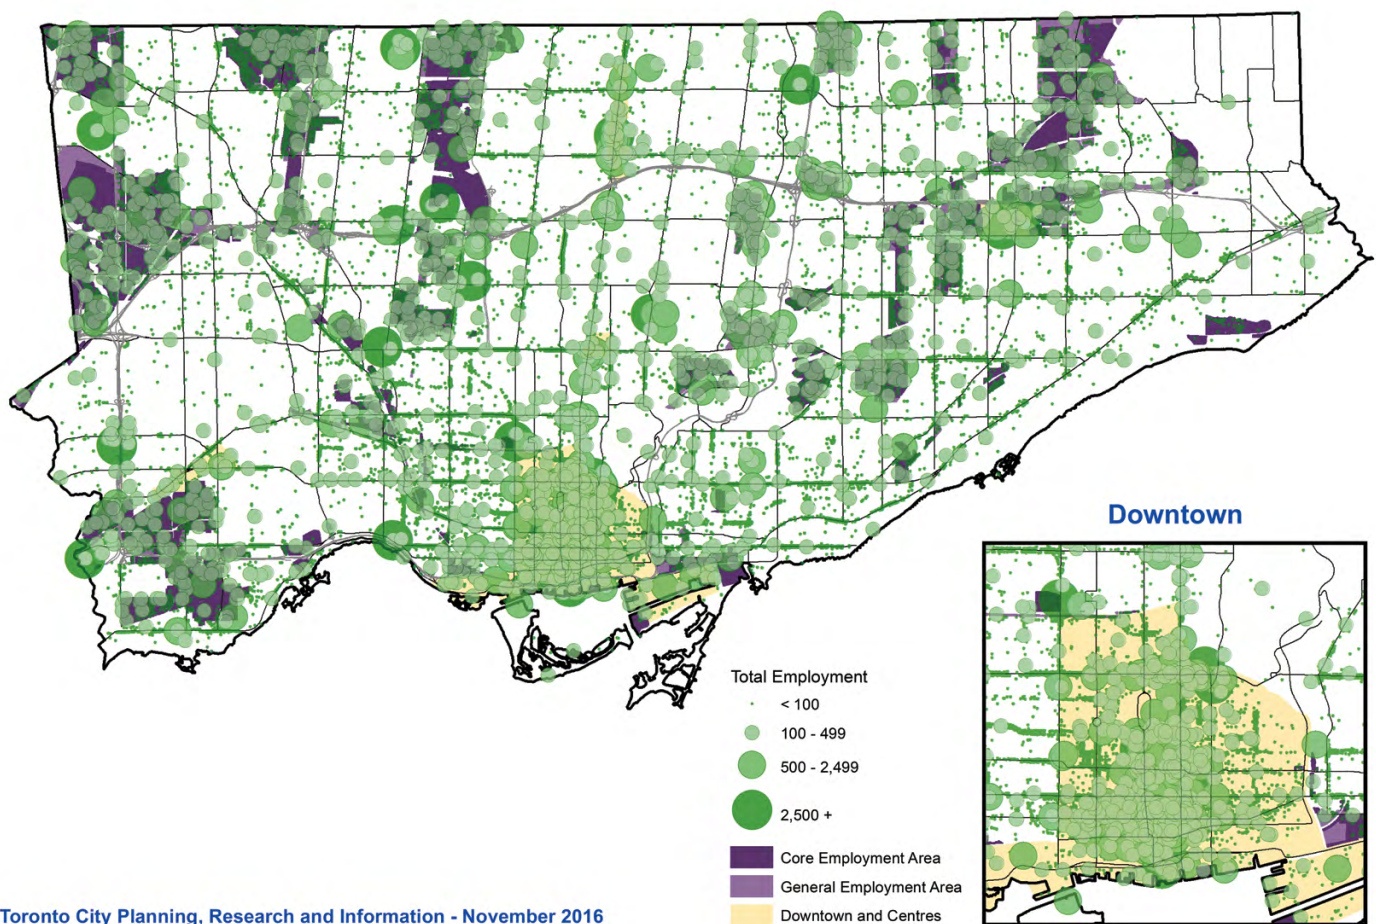 Downtown
Total Employment
< 100
100 - 499
500 - 2,499
2,500 +
Core Employment Area
General Employment Area
Downtown and Centres
Toronto City Planning, Research and Information - November 2016